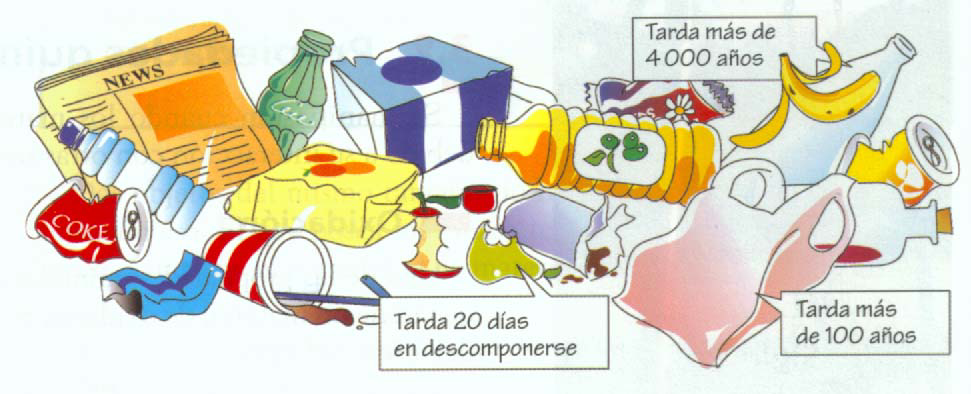 Tarda más de
4 000 años
NEWS
COKE
Tarda 20 días
en descomponerse
Tarda más
de 100 años